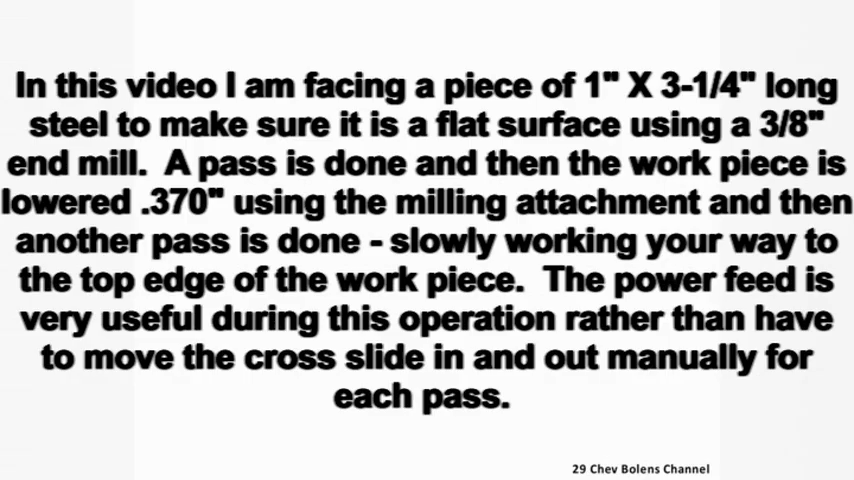 In this video I am facing a piece of 1" X 3-1/4" long
steel to make sure it is a flat surface using a 3/8"
end mill.  A pass is done and then the work piece is
lowered .370" using the milling attachment and then
another pass is done - slowly working your way to
the top edge of the work piece.  The power feed is
very useful during this operation rather than have
to move the cross slide in and out manually for
each pass.
29 Chev Bolens Channel